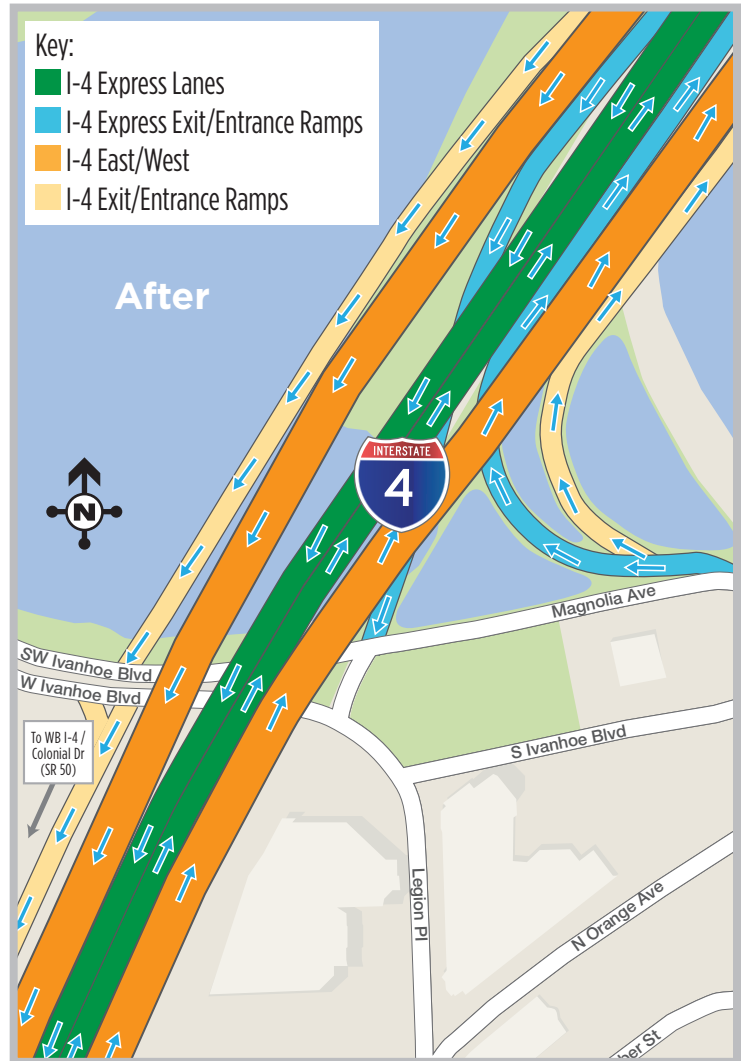 Key:
I-4 Express Lanes
I-4 Express Exit/Entrance Ramps
I-4 East/West
I-4 Exit/Entrance Ramps
After
INTERSTATE
4
N
Magnolia Ave
SW Ivanhoe Blvd
W Ivanhoe Blvd
To WB I-4 /
Colonial Dr
(SR 50)
S Ivanhoe Blvd
Legion Pl
N Orange Ave
ber St